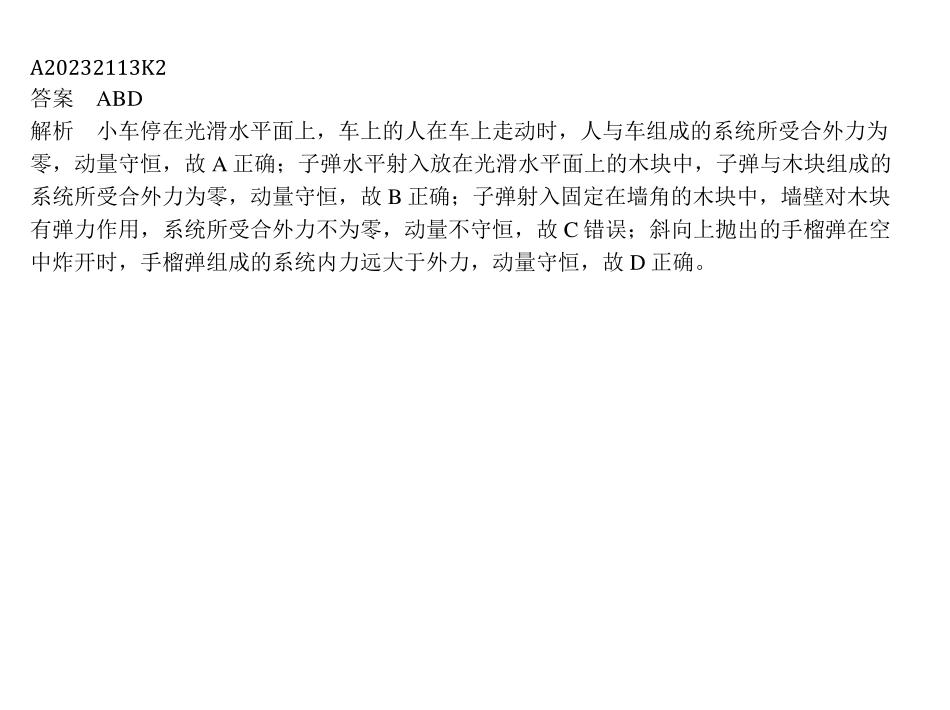 A20232113K2
答案 ABD
解析 小车停在光滑水平面上，车上的人在车上走动时，人与车组成的系统所受合外力为
零，动量守恒，故 A 正确；子弹水平射入放在光滑水平面上的木块中，子弹与木块组成的
系统所受合外力为零，动量守恒，故 B 正确；子弹射入固定在墙角的木块中，墙壁对木块
有弹力作用，系统所受合外力不为零，动量不守恒，故 C 错误；斜向上抛出的手榴弹在空
中炸开时，手榴弹组成的系统内力远大于外力，动量守恒，故 D 正确。